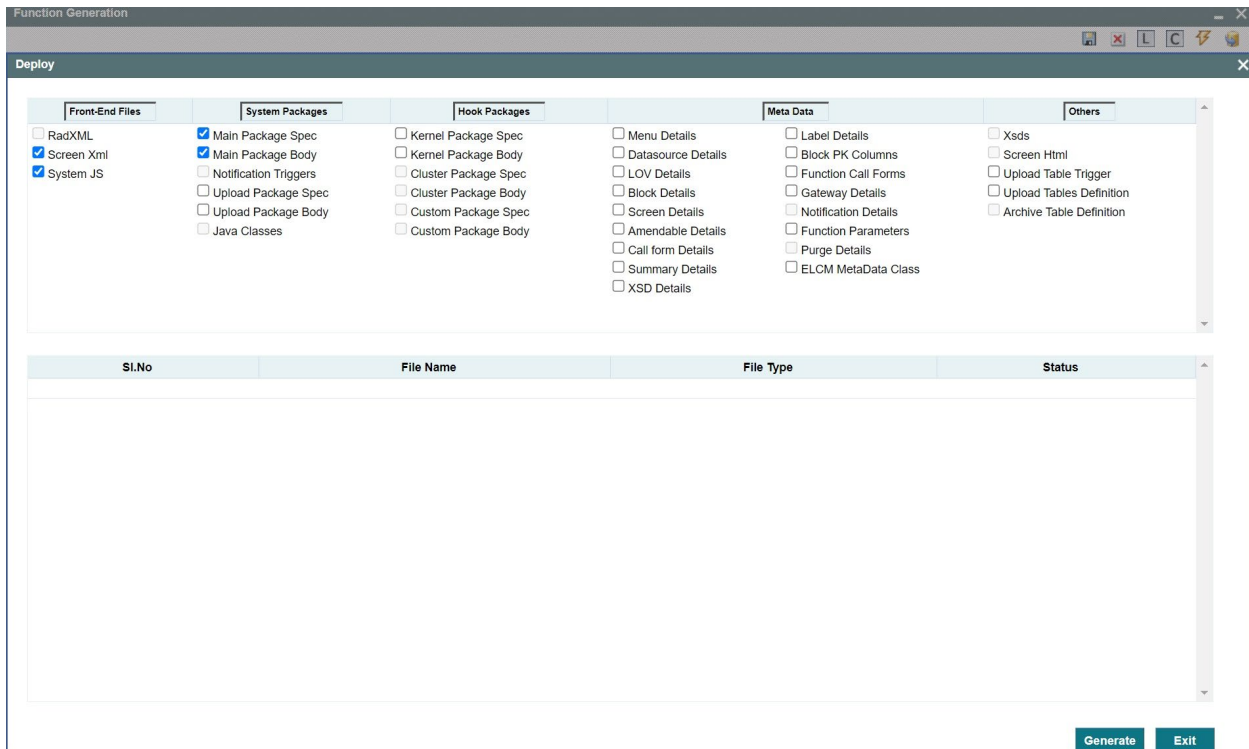 Function Generation
L C
Deploy
Front-End Files System Packages Hook Packages Meta Data Others
RadXML Main Package Spec Kernel Package Spec Menu Details Label Details Xsds
Screen Xml Main Package Body Kernel Package Body Datasource Details Block PK Columns Screen Html
System JS Notification Triggers Cluster Package Spec LOV Details Function Call Forms Upload Table Trigger
Upload Package Spec Cluster Package Body Block Details Gateway Details Upload Tables Definition
Upload Package Body Custom Package Spec Screen Details Notification Details Archive Table Definition
Java Classes Custom Package Body Amendable Details Function Parameters
Call form Details Purge Details
Summary Details ELCM MetaData Class
XSD Details
Sl.No File Name File Type Status
Generate Exit